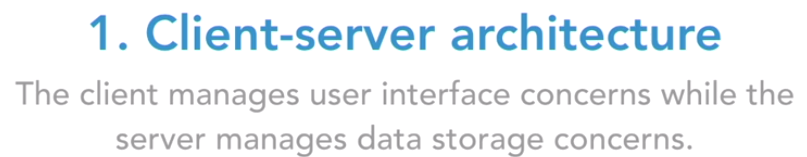 1. Client-server architecture
The client manages user interface concerns while the
server manages data storage concerns.